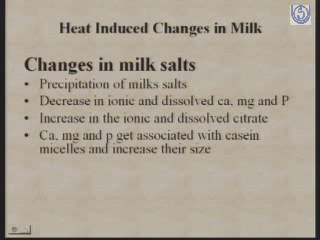 Heat Induced Changes in Milk
Changes in milk salts
• Precipitation of milks salts
• Decrease in ionic and dissolved ca, mg and P
• Increase in the ionic and dissolved citrate
• Ca, mg and p get associated with casein
micelles and increase their size